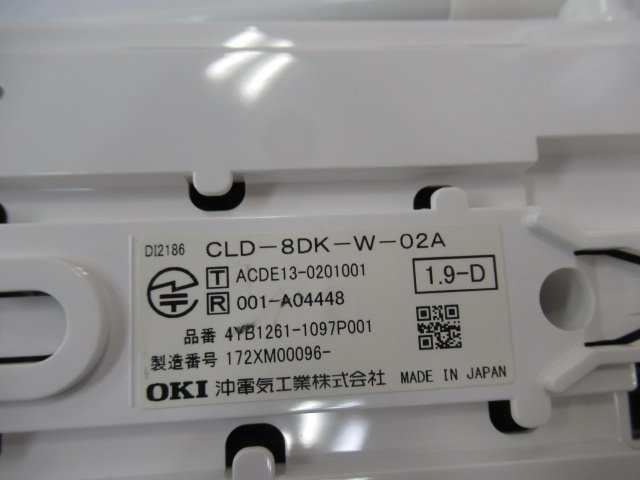 DI2186 CLD-8DK-W-02A
T ACDE13-0201001
R 001-A04448
1.9-D
品番 4YB1261-1097P001
製造番号 172XM00096-
OKI 沖電気工業株式会社 MADE IN JAPAN